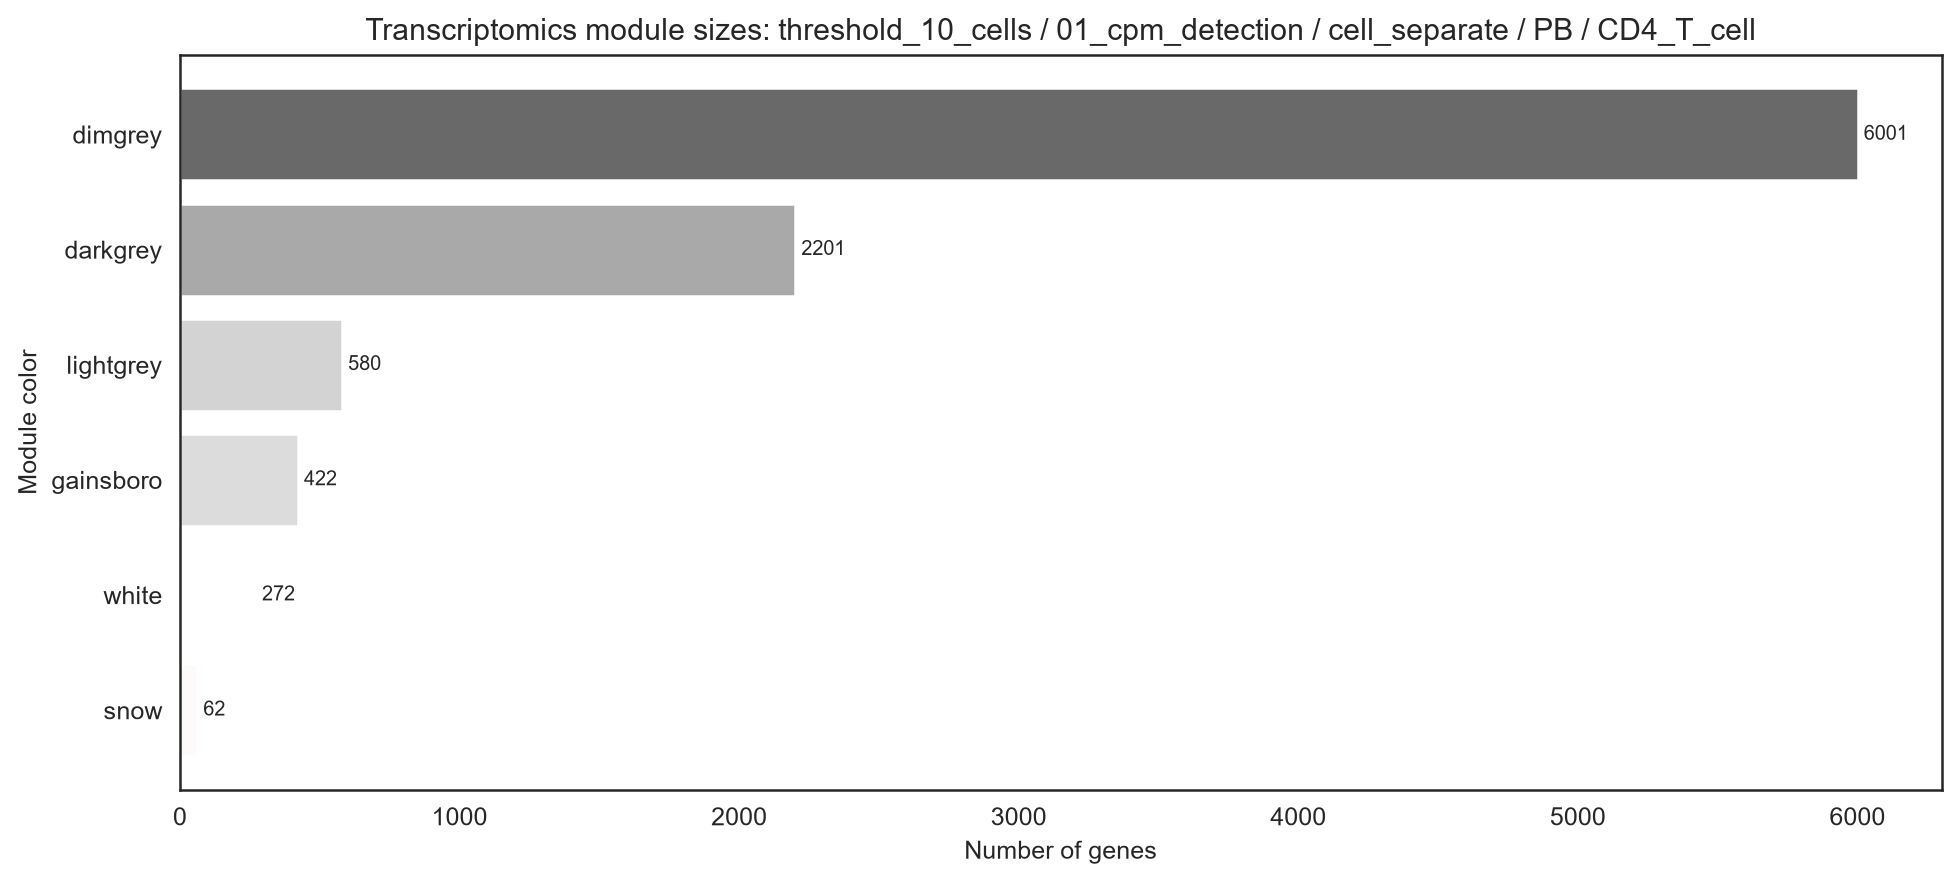 Transcriptomics module sizes: threshold_10_cells / 01_cpm_detection / cell_separate / PB / CD4_T_cell
Module color
dimgrey 6001
darkgrey 2201
lightgrey 580
gainsboro 422
white 272
snow 62
0 1000 2000 3000 4000 5000 6000
Number of genes